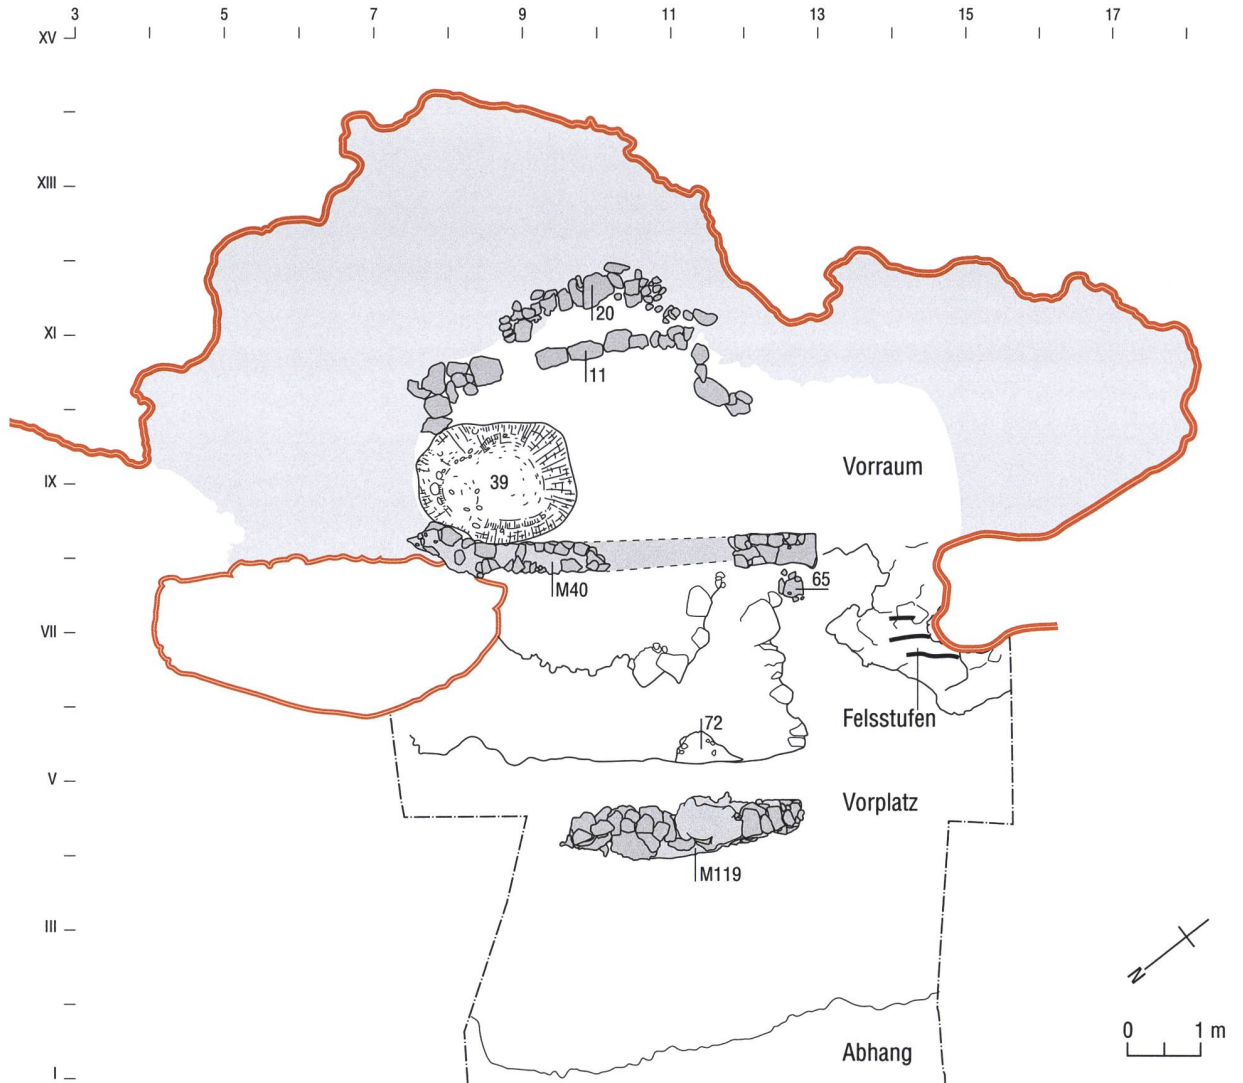 3 5 7 9 11 13 15 17
XV
XIII
20
XI
11
Vorraum
IX
39
65
M40
VII
Felsstufen
72
V
Vorplatz
M119
III
N
0 1 m
Abhang
I